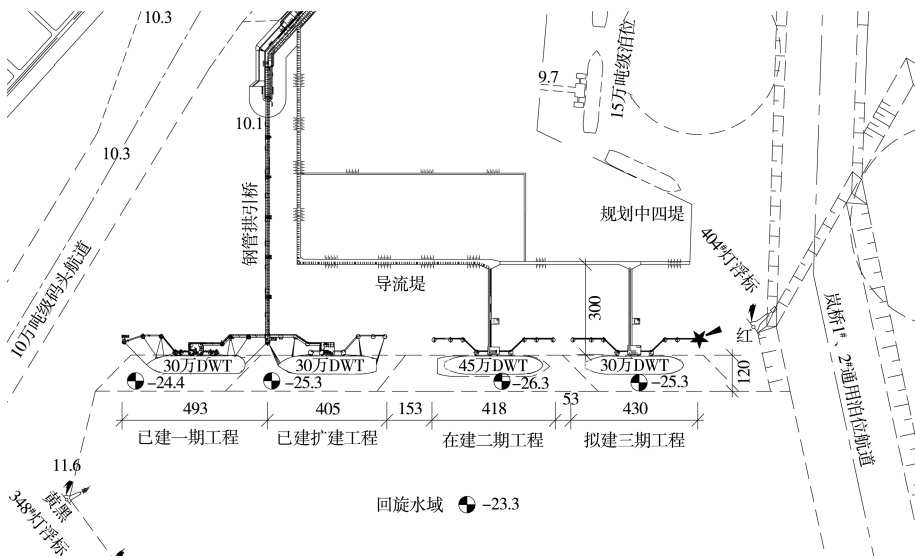 10.3
9.7
15万吨级泊位
10.1
10.3
钢管拱引桥
规划中四堤
404#灯浮标
10万吨级码头航道
导流堤
300
红
岚桥1#、2#通用泊位航道
30万DWT
30万DWT
45万DWT
30万DWT
120
-24.4
-25.3
-26.3
-25.3
493
405
153
418
53
430
已建一期工程
已建扩建工程
在建二期工程
拟建三期工程
11.6
黄黑
348#灯浮标
回旋水域
-23.3